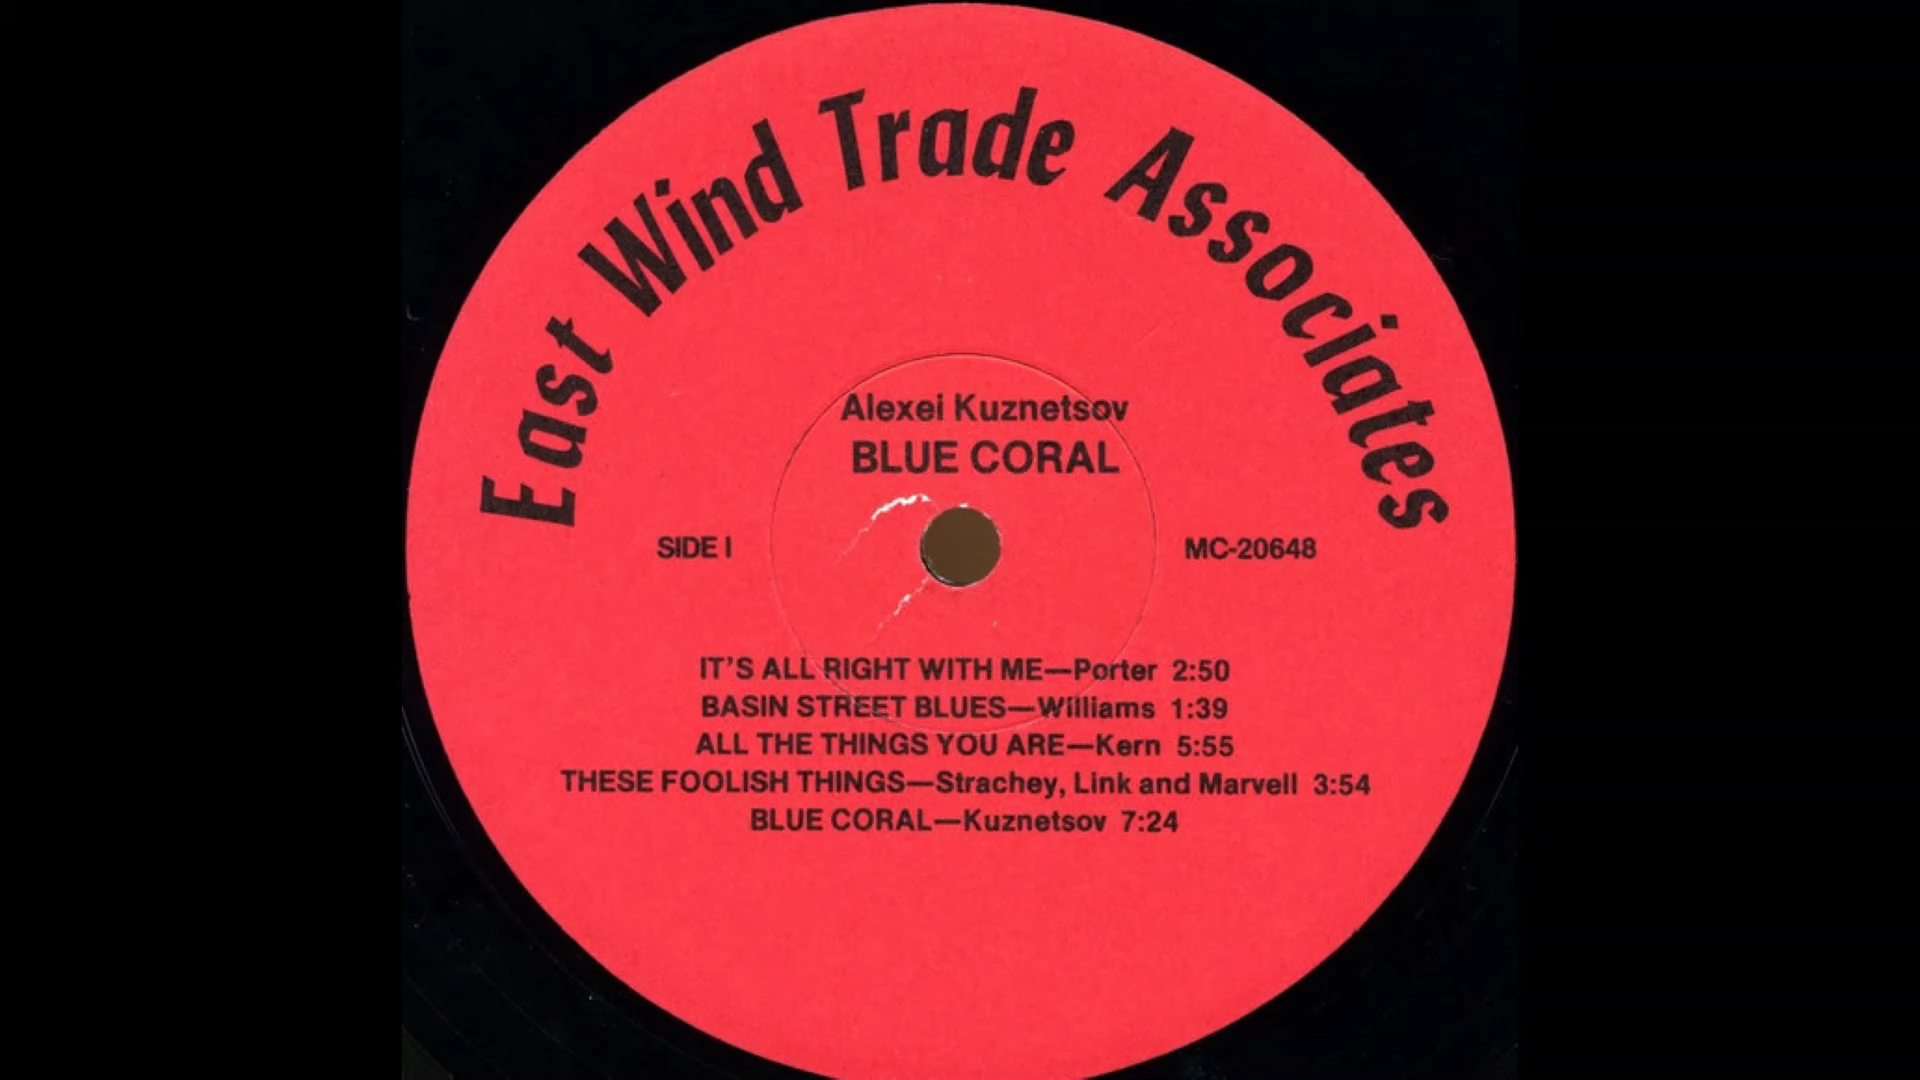 East Wind Trade Associates
Alexei Kuznetsov
BLUE CORAL
SIDE I
MC-20648
IT'S ALL RIGHT WITH ME—Porter 2:50
BASIN STREET BLUES—Williams 1:39
ALL THE THINGS YOU ARE—Kern 5:55
THESE FOOLISH THINGS—Strachey, Link and Marvell 3:54
BLUE CORAL—Kuznetsov 7:24